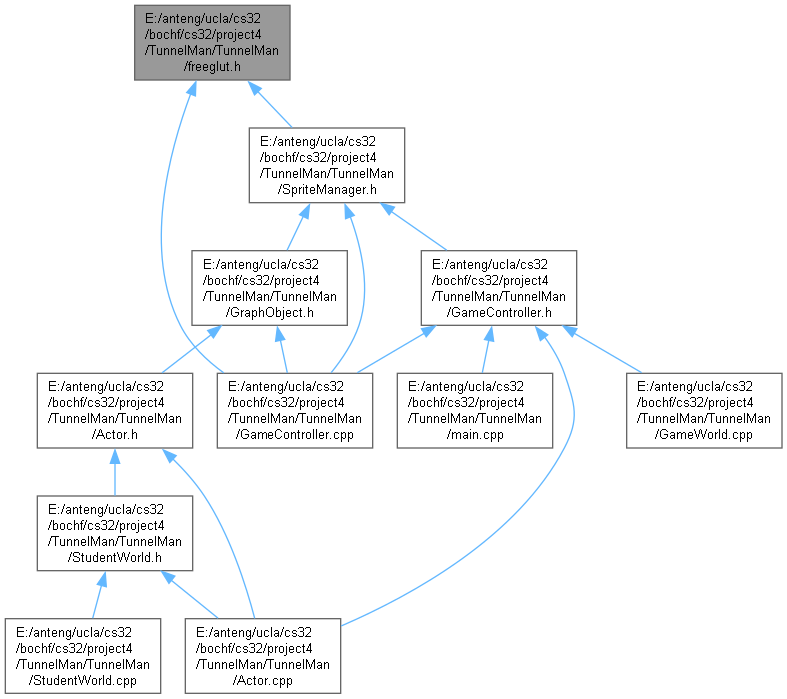 E:/anteng/ucla/cs32
/bochf/cs32/project4
/TunnelMan/TunnelMan
/freeglut.h
E:/anteng/ucla/cs32
/bochf/cs32/project4
/TunnelMan/TunnelMan
/SpriteManager.h
E:/anteng/ucla/cs32
/bochf/cs32/project4
/TunnelMan/TunnelMan
/GraphObject.h
E:/anteng/ucla/cs32
/bochf/cs32/project4
/TunnelMan/TunnelMan
/GameController.h
E:/anteng/ucla/cs32
/bochf/cs32/project4
/TunnelMan/TunnelMan
/Actor.h
E:/anteng/ucla/cs32
/bochf/cs32/project4
/TunnelMan/TunnelMan
/GameController.cpp
E:/anteng/ucla/cs32
/bochf/cs32/project4
/TunnelMan/TunnelMan
/main.cpp
E:/anteng/ucla/cs32
/bochf/cs32/project4
/TunnelMan/TunnelMan
/GameWorld.cpp
E:/anteng/ucla/cs32
/bochf/cs32/project4
/TunnelMan/TunnelMan
/StudentWorld.h
E:/anteng/ucla/cs32
/bochf/cs32/project4
/TunnelMan/TunnelMan
/StudentWorld.cpp
E:/anteng/ucla/cs32
/bochf/cs32/project4
/TunnelMan/TunnelMan
/Actor.cpp